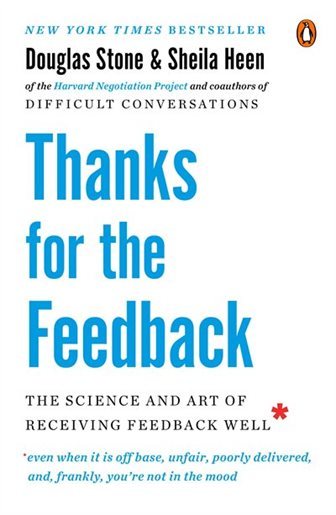 NEW YORK TIMES BESTSELLER
Douglas Stone & Sheila Heen
of the Harvard Negotiation Project and coauthors of
DIFFICULT CONVERSATIONS
Thanks
for the
Feedback
THE SCIENCE AND ART OF
RECEIVING FEEDBACK WELL*
*even when it is off base, unfair, poorly delivered,
and, frankly, you're not in the mood